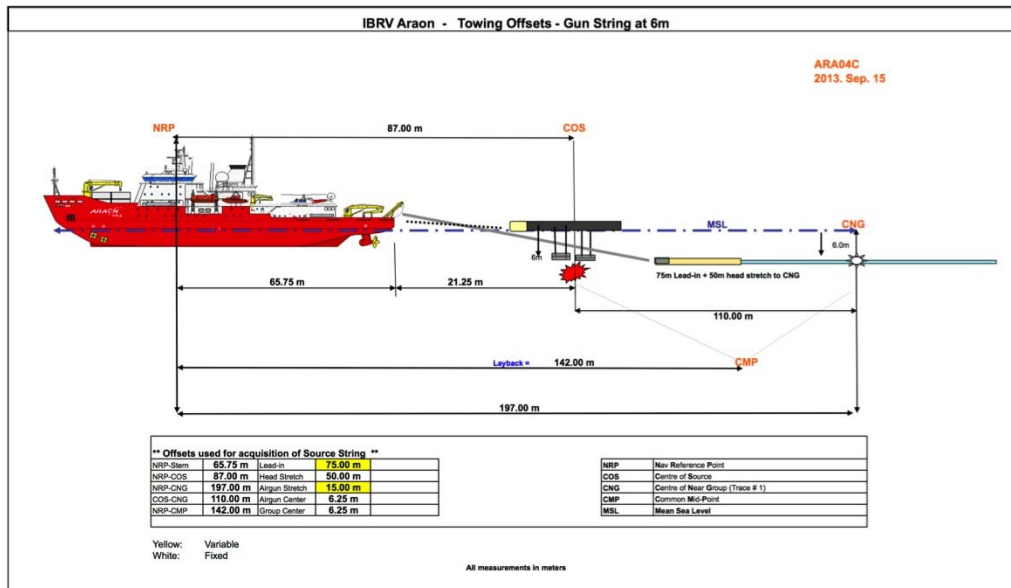 IBRV Araon - Towing Offsets - Gun String at 6m
ARA04C
2013. Sep. 15
NRP
87.00 m
COS
ARAON
MSL
CNG
6m
6.0m
75m Lead-in + 50m head stretch to CNG
65.75 m
21.25 m
110.00 m
CMP
Layback = 142.00 m
197.00 m
** Offsets used for acquisition of Source String **
NRP-Stern 65.75 m Lead-in 75.00 m
NRP-COS 87.00 m Head Stretch 50.00 m
NRP-CNG 197.00 m Airgun Stretch 15.00 m
COS-CNG 110.00 m Airgun Center 6.25 m
NRP-CMP 142.00 m Group Center 6.25 m
NRP Nav Reference Point
COS Centre of Source
CNG Centre of Near Group (Trace # 1)
CMP Common Mid-Point
MSL Mean Sea Level
Yellow: Variable
White: Fixed
All measurements in meters